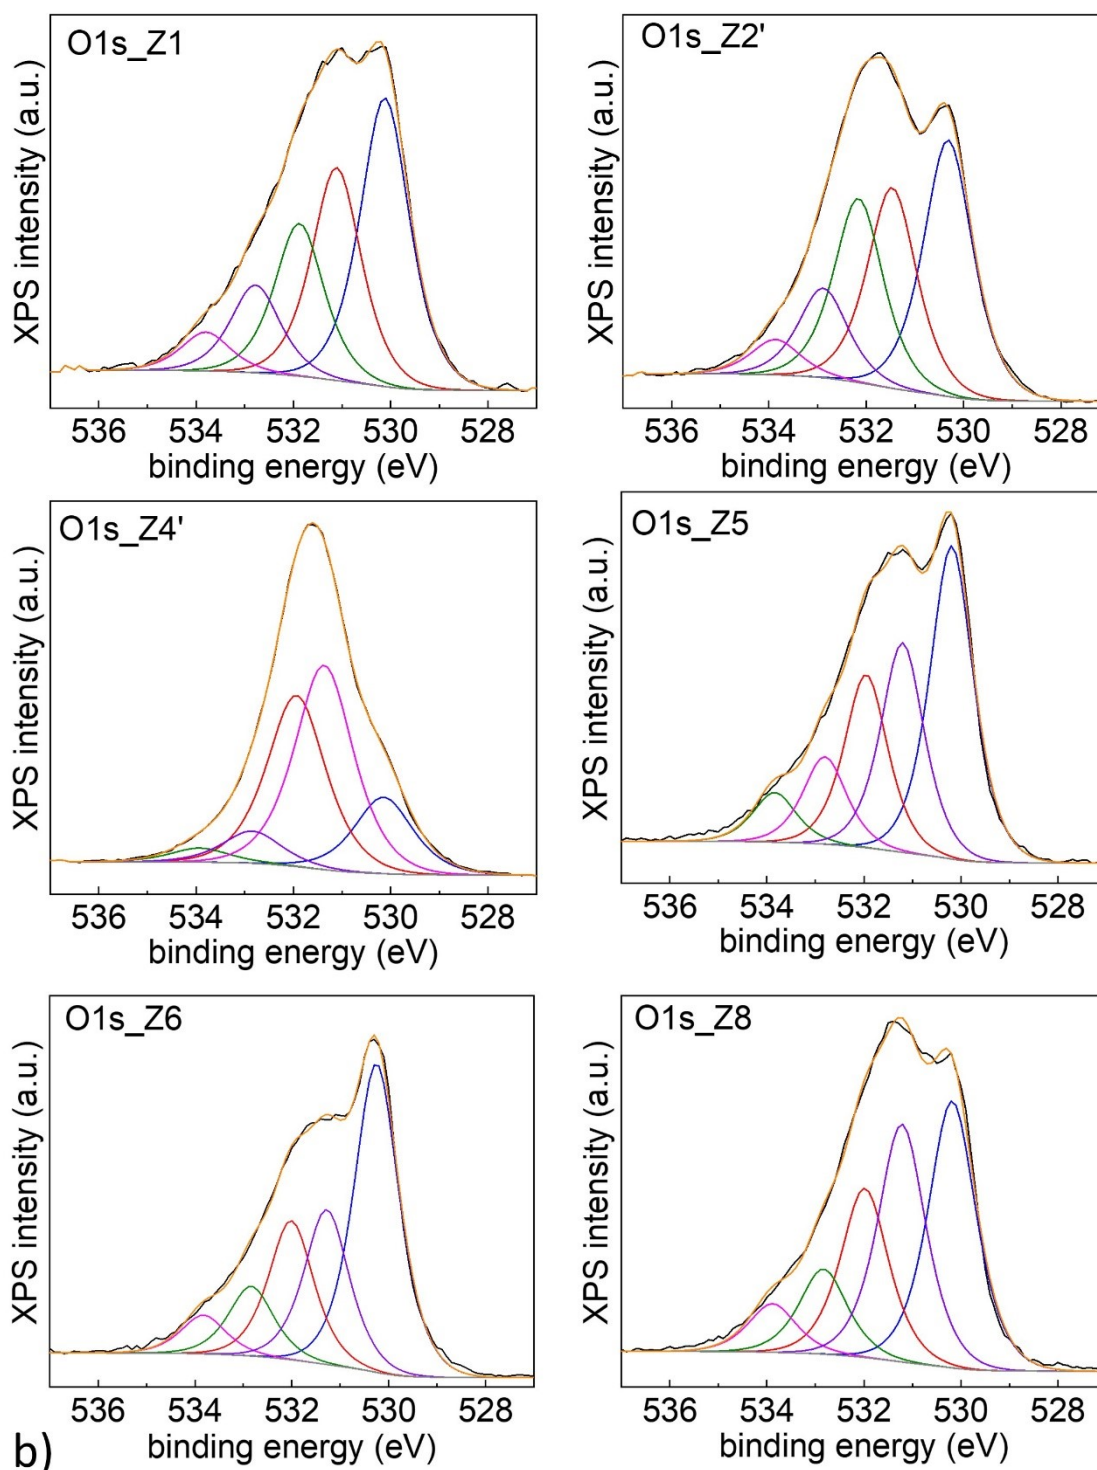 O1s_Z1
XPS intensity (a.u.)
536 534 532 530 528
binding energy (eV)
O1s_Z2'
XPS intensity (a.u.)
536 534 532 530 528
binding energy (eV)
O1s_Z4'
XPS intensity (a.u.)
536 534 532 530 528
binding energy (eV)
O1s_Z5
XPS intensity (a.u.)
536 534 532 530 528
binding energy (eV)
O1s_Z6
XPS intensity (a.u.)
536 534 532 530 528
binding energy (eV)
O1s_Z8
XPS intensity (a.u.)
536 534 532 530 528
binding energy (eV)
b)